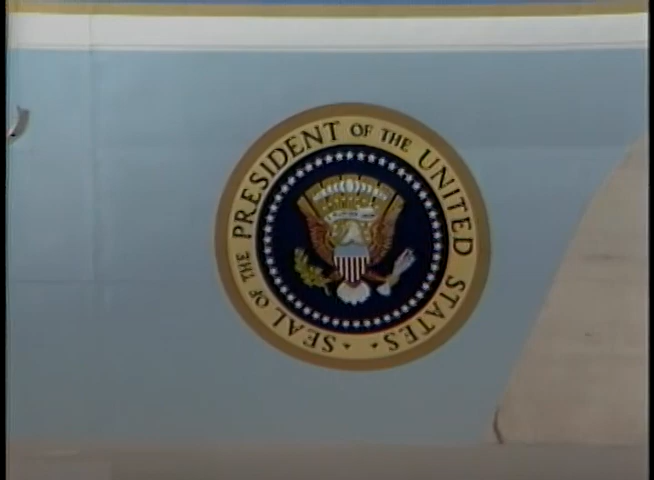 SEAL OF THE PRESIDENT OF THE UNITED STATES